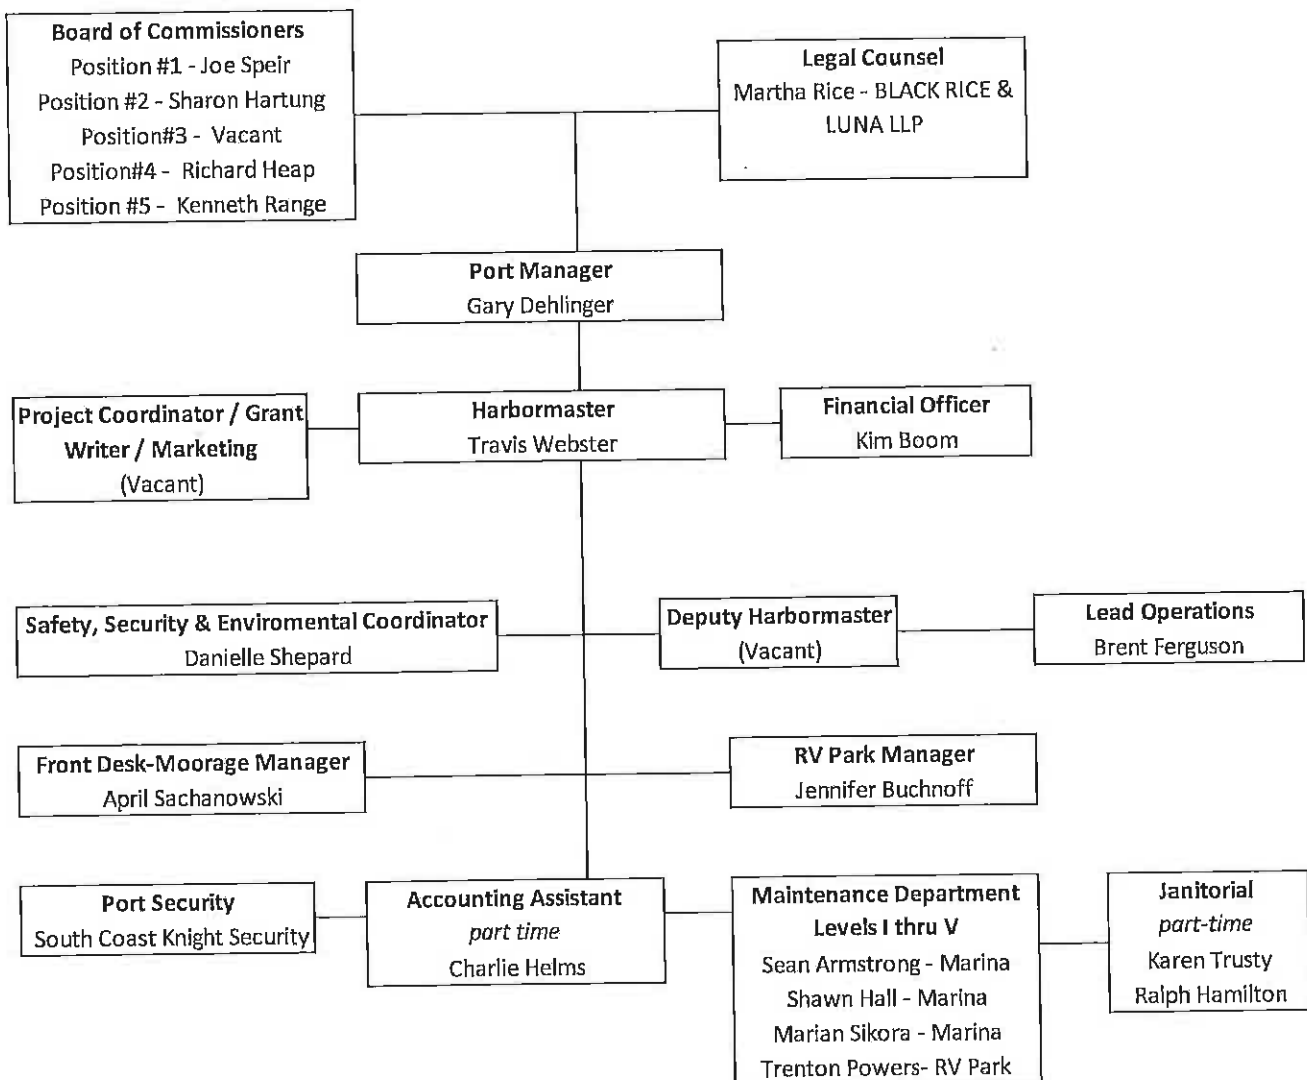 Board of Commissioners
Position #1 - Joe Speir
Position #2 - Sharon Hartung
Position#3 - Vacant
Position#4 - Richard Heap
Position #5 - Kenneth Range
Legal Counsel
Martha Rice - BLACK RICE &
LUNA LLP
Port Manager
Gary Dehlinger
Project Coordinator / Grant
Writer / Marketing
(Vacant)
Harbormaster
Travis Webster
Financial Officer
Kim Boom
Safety, Security & Enviromental Coordinator
Danielle Shepard
Deputy Harbormaster
(Vacant)
Lead Operations
Brent Ferguson
Front Desk-Moorage Manager
April Sachanowski
RV Park Manager
Jennifer Buchnoff
Port Security
South Coast Knight Security
Accounting Assistant
part time
Charlie Helms
Maintenance Department
Levels I thru V
Sean Armstrong - Marina
Shawn Hall - Marina
Marian Sikora - Marina
Trenton Powers- RV Park
Janitorial
part-time
Karen Trusty
Ralph Hamilton